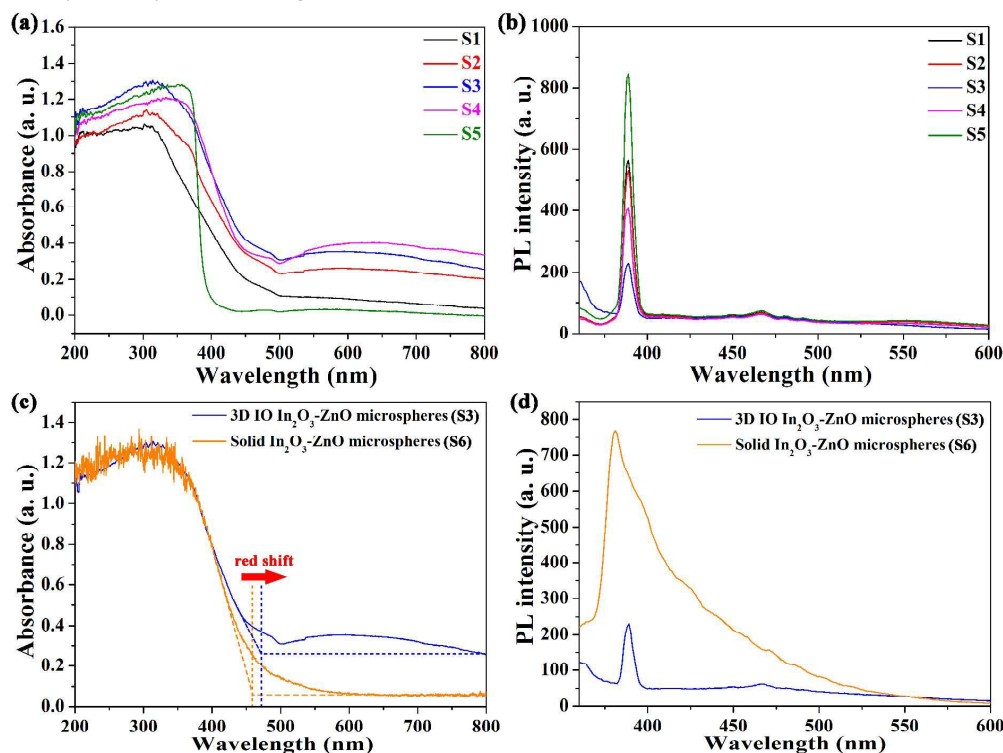 (a)
S1
S2
S3
S4
S5
1.6
1.4
1.2
1.0
0.8
0.6
0.4
0.2
0.0
Absorbance (a. u.)
200 300 400 500 600 700 800
Wavelength (nm)
(b)
S1
S2
S3
S4
S5
1000
800
600
400
200
0
PL intensity (a. u.)
400 450 500 550 600
Wavelength (nm)
(c)
3D IO In₂O₃-ZnO microspheres (S3)
Solid In₂O₃-ZnO microspheres (S6)
red shift
1.4
1.2
1.0
0.8
0.6
0.4
0.2
0.0
Absorbance (a. u.)
200 300 400 500 600 700 800
Wavelength (nm)
(d)
3D IO In₂O₃-ZnO microspheres (S3)
Solid In₂O₃-ZnO microspheres (S6)
800
700
600
500
400
300
200
100
0
PL intensity (a. u.)
400 450 500 550 600
Wavelength (nm)